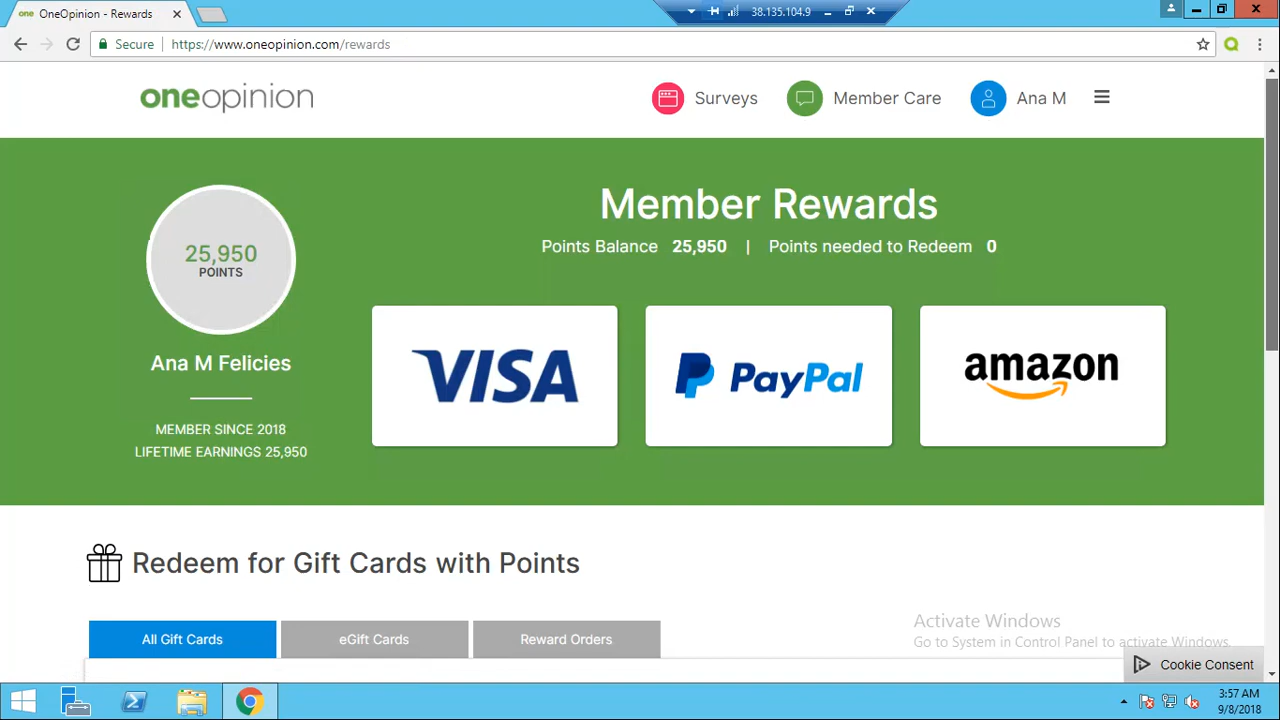 one OneOpinion - Rewards
38.135.104.9
Secure | https://www.oneopinion.com/rewards
oneopinion
Surveys
Member Care
Ana M
25,950
POINTS
Ana M Felicies
MEMBER SINCE 2018
LIFETIME EARNINGS 25,950
Member Rewards
Points Balance 25,950 | Points needed to Redeem 0
VISA
PayPal
amazon
Redeem for Gift Cards with Points
All Gift Cards
eGift Cards
Reward Orders
Activate Windows
Go to System in Control Panel to activate Windows.
Cookie Consent
3:57 AM
9/8/2018